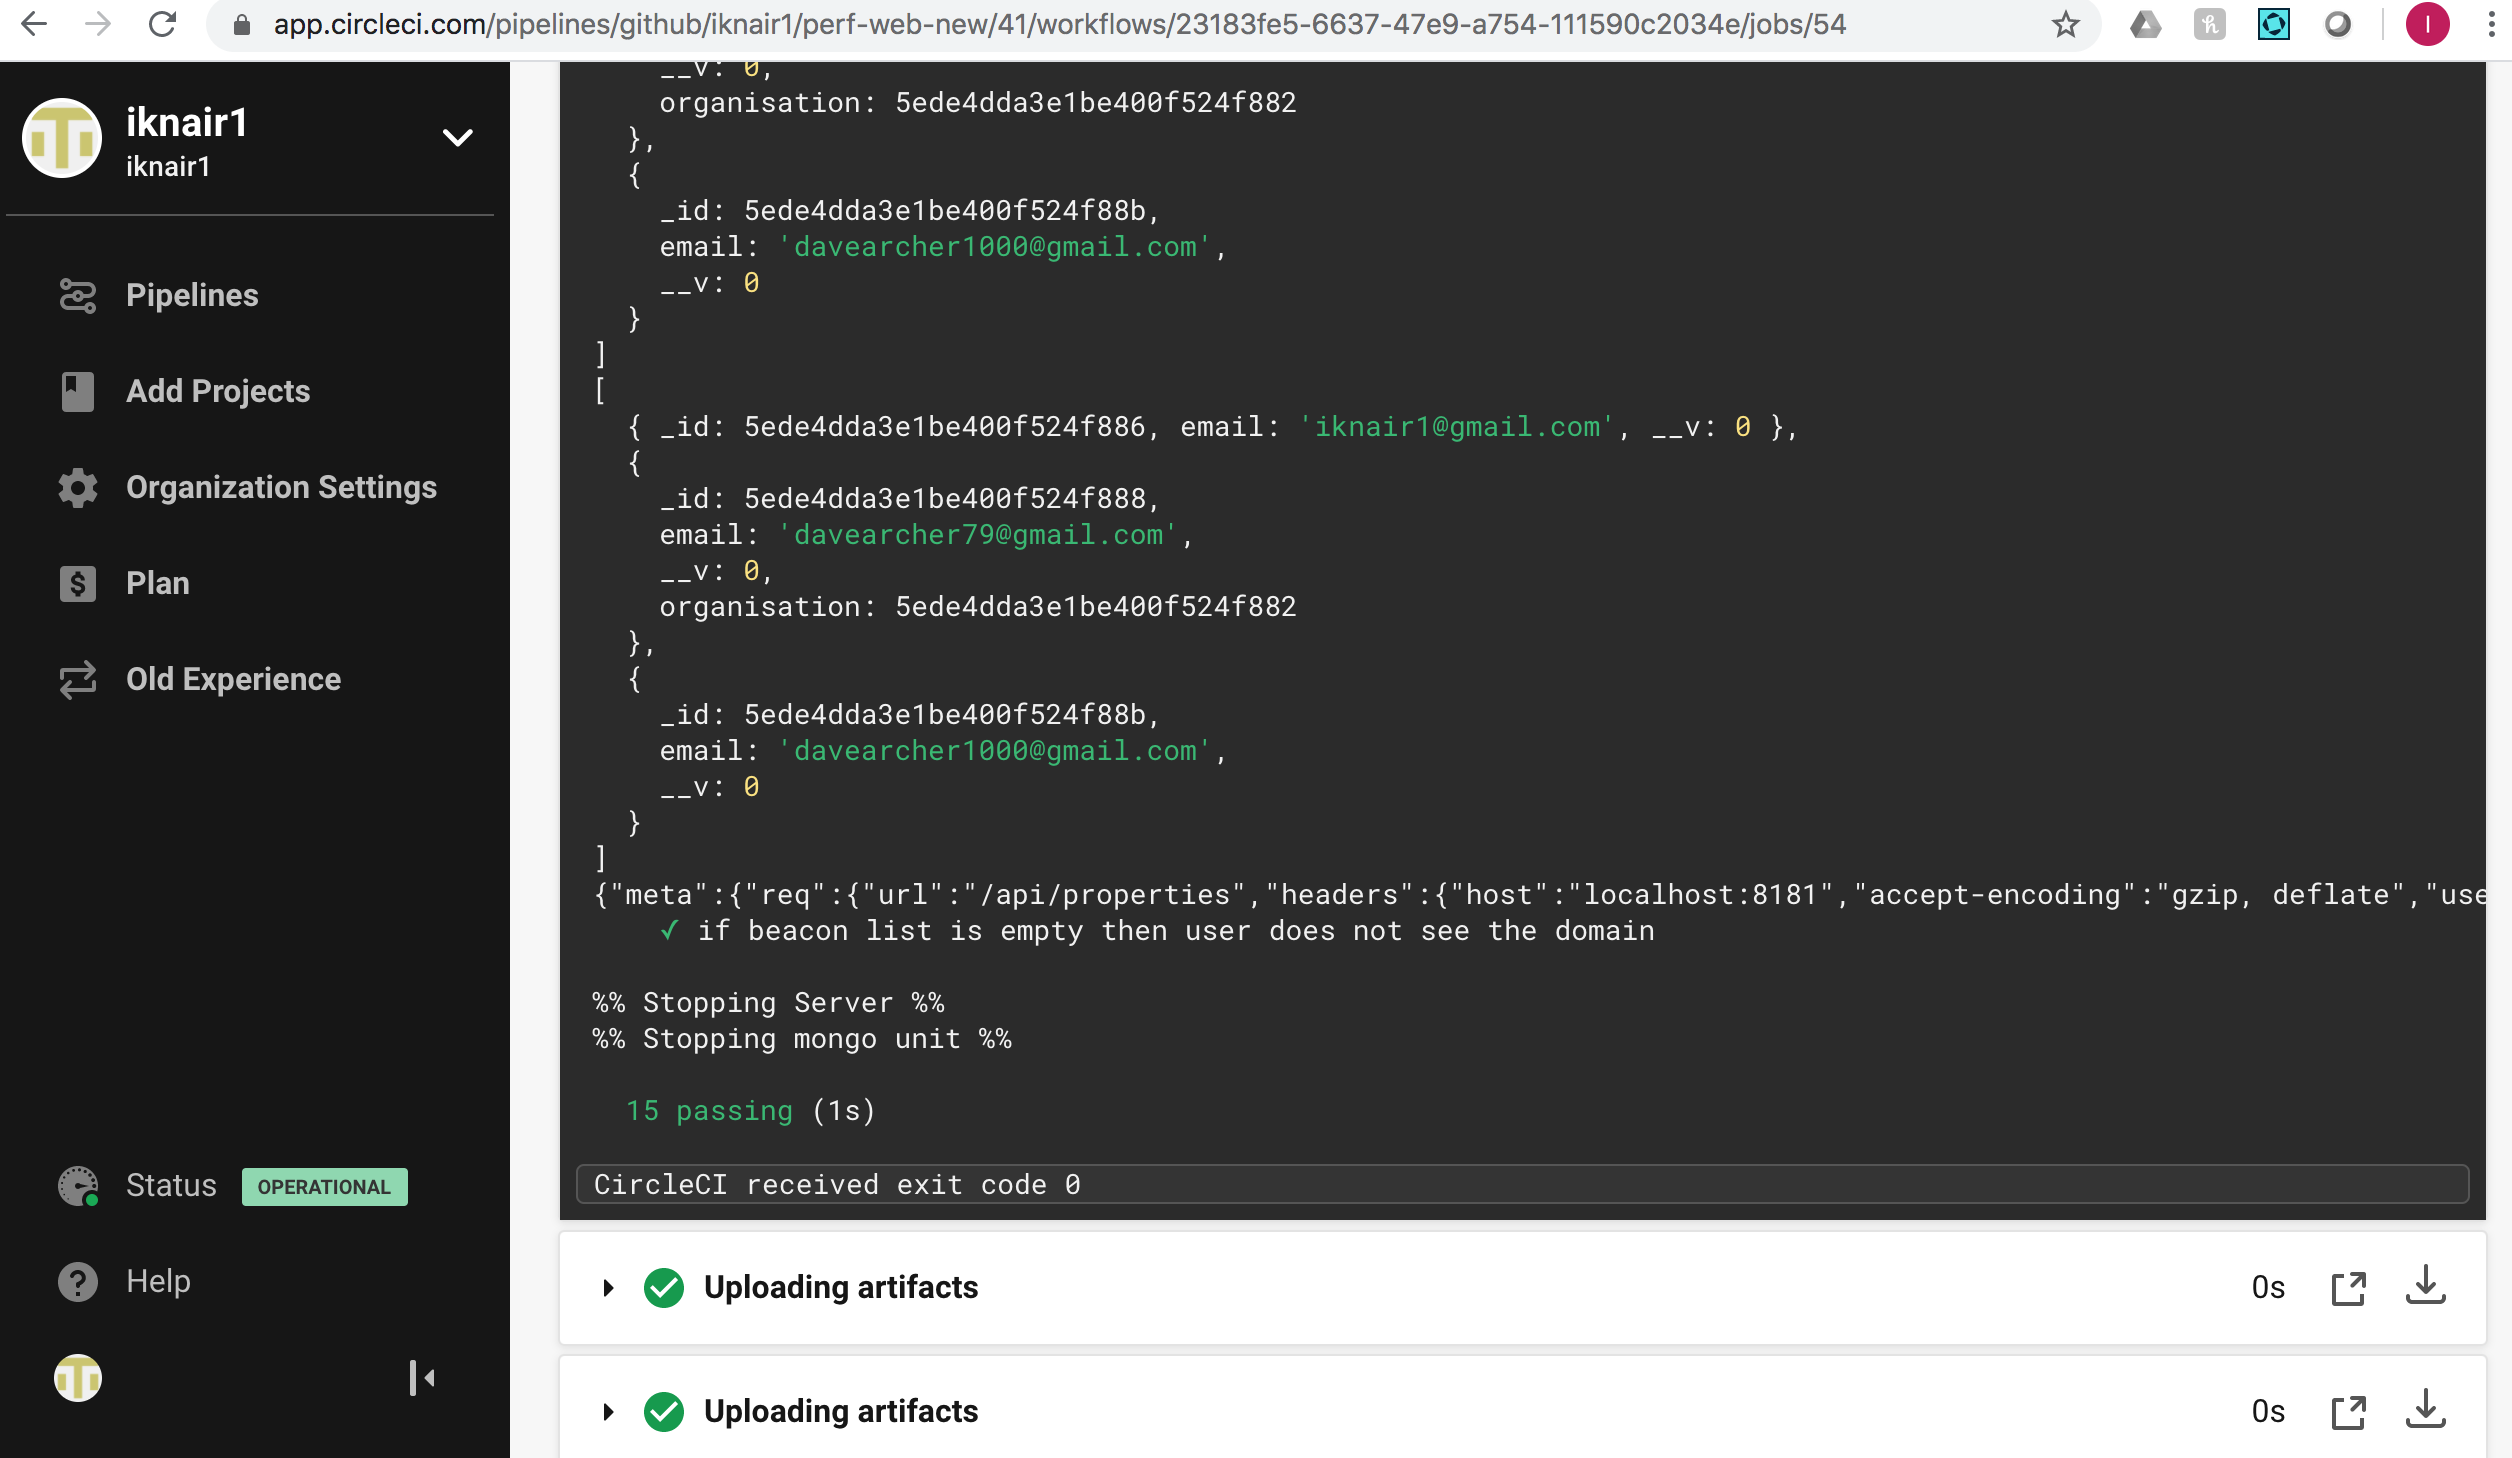 app.circleci.com/pipelines/github/iknair1/perf-web-new/41/workflows/23183fe5-6637-47e9-a754-111590c2034e/jobs/54
h
I
iknair1
iknair1
Pipelines
Add Projects
Organization Settings
Plan
Old Experience
Status OPERATIONAL
Help
__v: 0,
organisation: 5ede4dda3e1be400f524f882
},
{
_id: 5ede4dda3e1be400f524f88b,
email: 'davearcher1000@gmail.com',
__v: 0
}
]
[
{ _id: 5ede4dda3e1be400f524f886, email: 'iknair1@gmail.com', __v: 0 },
{
_id: 5ede4dda3e1be400f524f888,
email: 'davearcher79@gmail.com',
__v: 0,
organisation: 5ede4dda3e1be400f524f882
},
{
_id: 5ede4dda3e1be400f524f88b,
email: 'davearcher1000@gmail.com',
__v: 0
}
]
{"meta":{"req":{"url":"/api/properties","headers":{"host":"localhost:8181","accept-encoding":"gzip, deflate","use
✓ if beacon list is empty then user does not see the domain
%% Stopping Server %%
%% Stopping mongo unit %%
15 passing (1s)
CircleCI received exit code 0
Uploading artifacts 0s
Uploading artifacts 0s